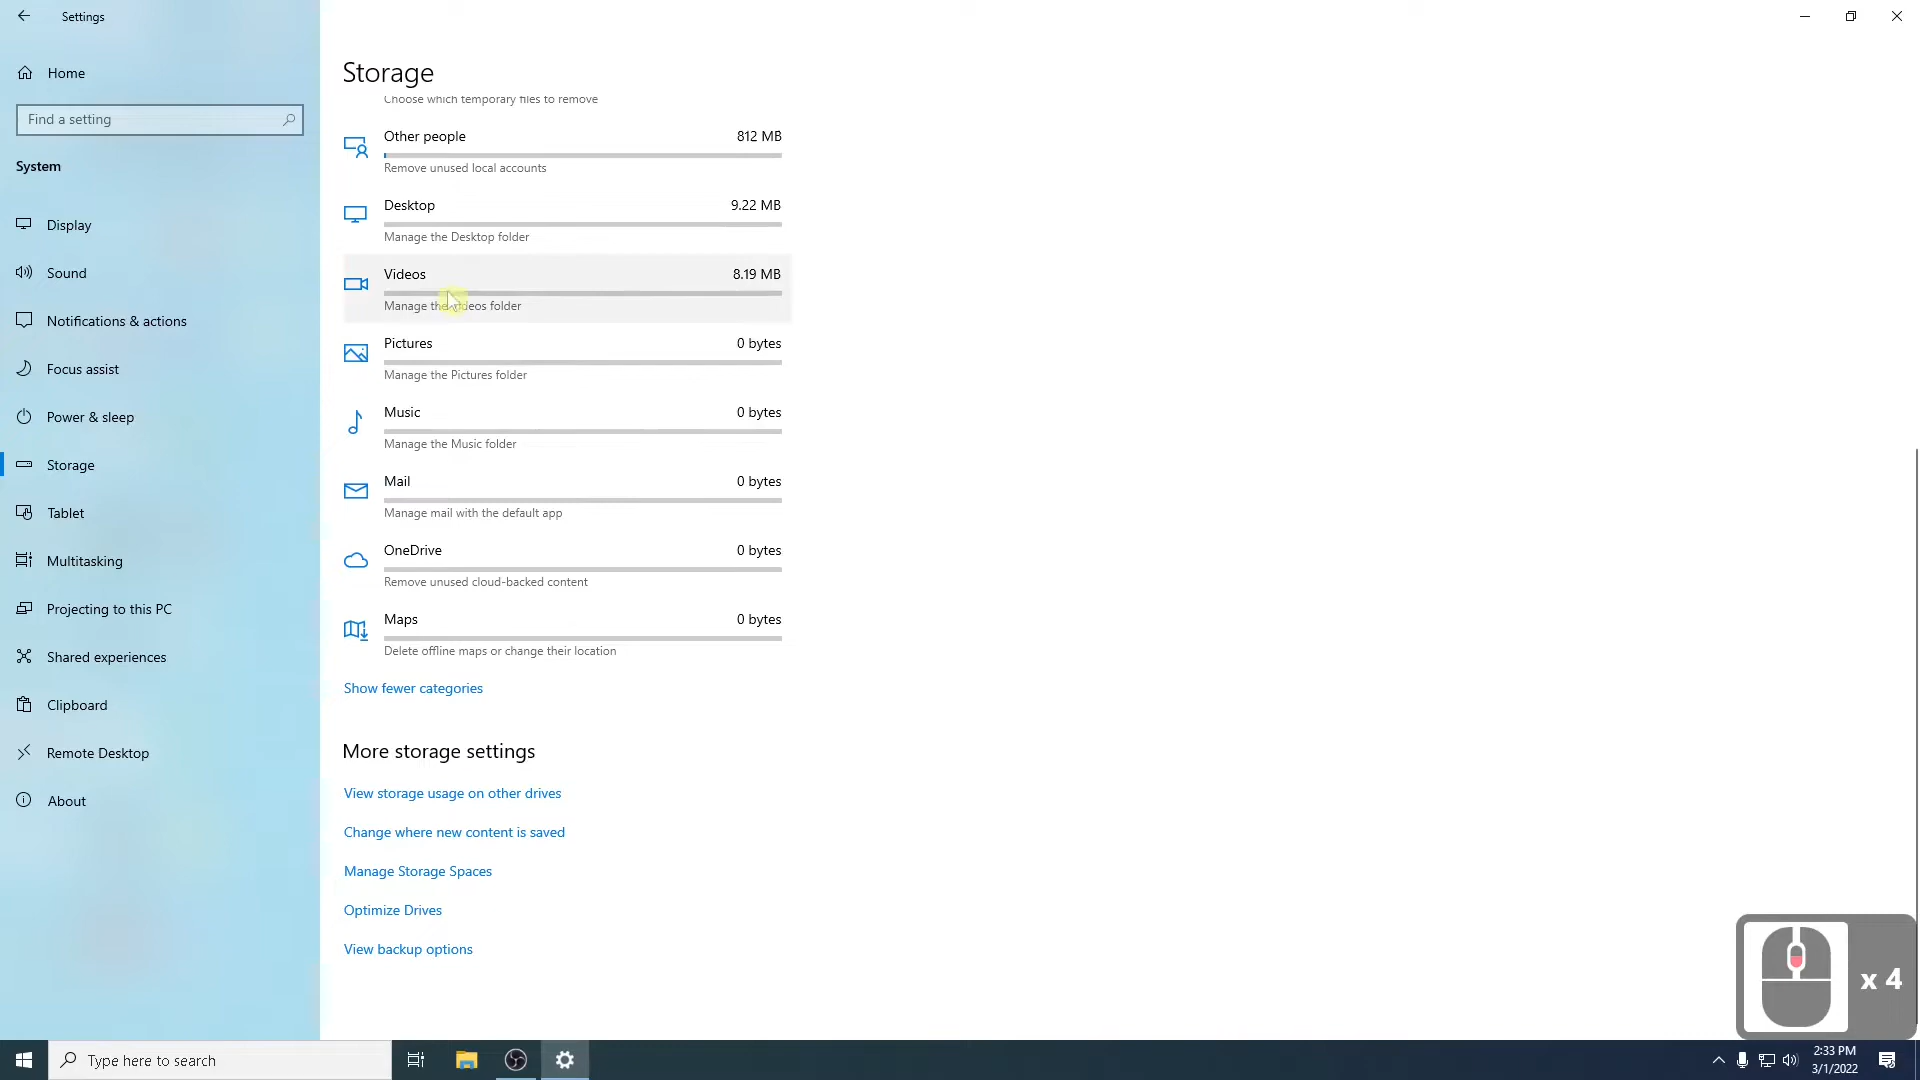 Settings
Home
Find a setting
System
Display
Sound
Notifications & actions
Focus assist
Power & sleep
Storage
Tablet
Multitasking
Projecting to this PC
Shared experiences
Clipboard
Remote Desktop
About
Storage
Choose which temporary files to remove
Other people 812 MB
Remove unused local accounts
Desktop 9.22 MB
Manage the Desktop folder
Videos 8.19 MB
Manage the Videos folder
Pictures 0 bytes
Manage the Pictures folder
Music 0 bytes
Manage the Music folder
Mail 0 bytes
Manage mail with the default app
OneDrive 0 bytes
Remove unused cloud-backed content
Maps 0 bytes
Delete offline maps or change their location
Show fewer categories
More storage settings
View storage usage on other drives
Change where new content is saved
Manage Storage Spaces
Optimize Drives
View backup options
x 4
Type here to search
2:33 PM
3/1/2022